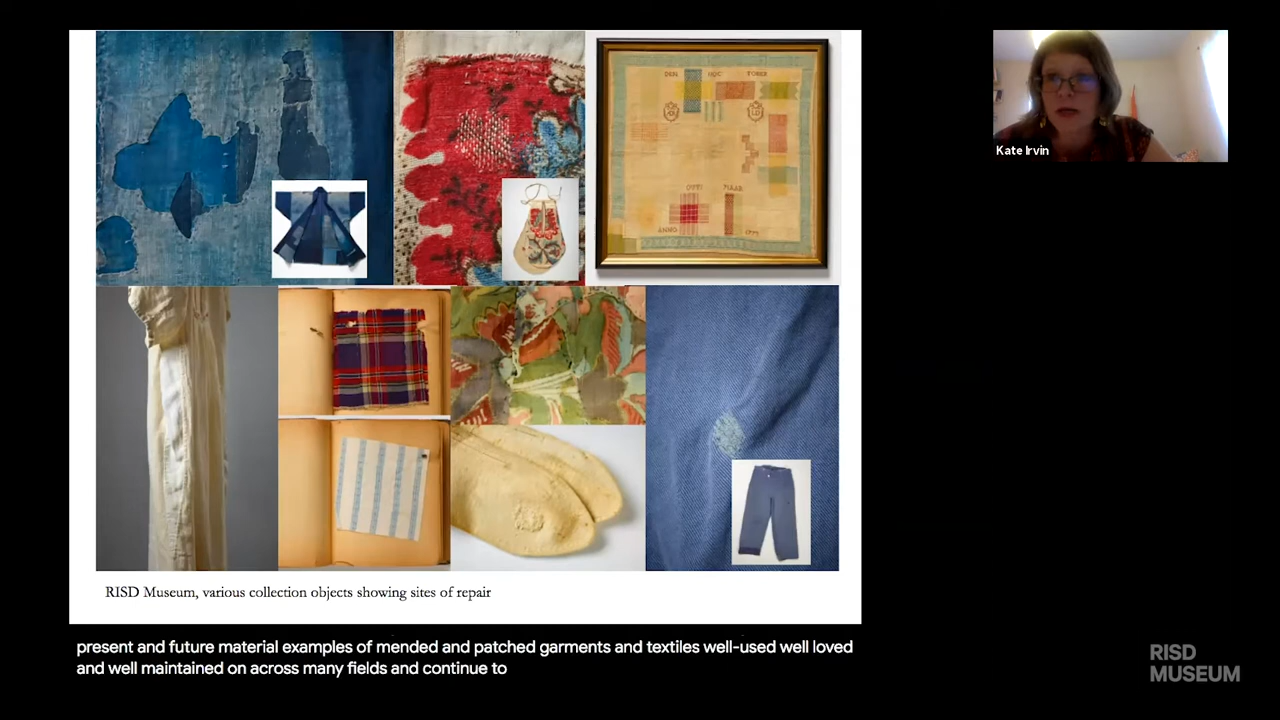 Kate Irvin
DEN HOC TOBER
ANNO
RISD Museum, various collection objects showing sites of repair
present and future material examples of mended and patched garments and textiles well-used well loved
and well maintained on across many fields and continue to
RISD
MUSEUM